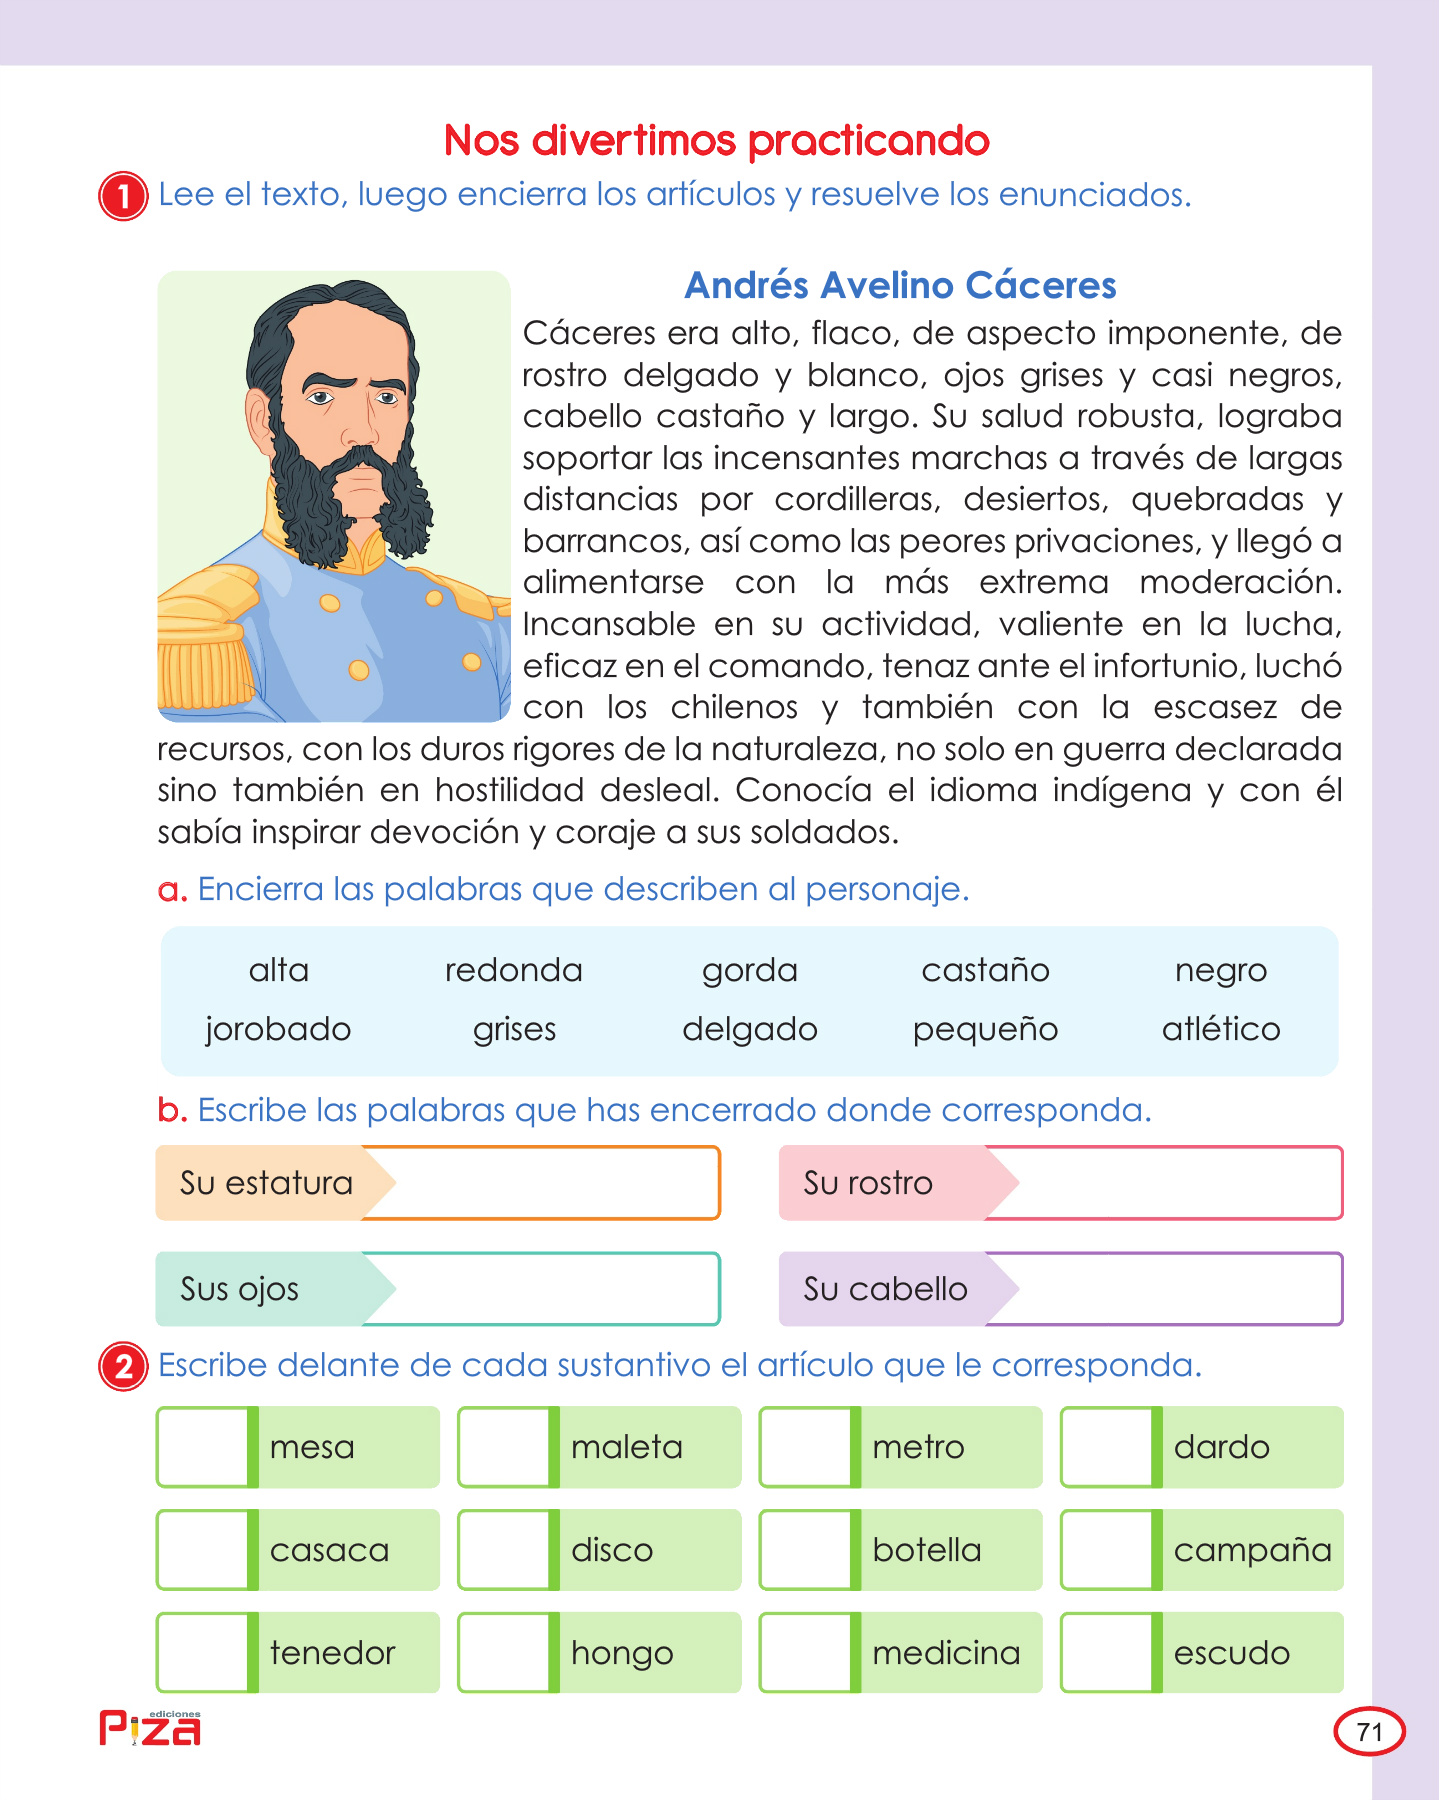 Nos divertimos practicando
1 Lee el texto, luego encierra los artículos y resuelve los enunciados.
Andrés Avelino Cáceres
Cáceres era alto, flaco, de aspecto imponente, de
rostro delgado y blanco, ojos grises y casi negros,
cabello castaño y largo. Su salud robusta, lograba
soportar las incensantes marchas a través de largas
distancias por cordilleras, desiertos, quebradas y
barrancos, así como las peores privaciones, y llegó a
alimentarse con la más extrema moderación.
Incansable en su actividad, valiente en la lucha,
eficaz en el comando, tenaz ante el infortunio, luchó
con los chilenos y también con la escasez de
recursos, con los duros rigores de la naturaleza, no solo en guerra declarada
sino también en hostilidad desleal. Conocía el idioma indígena y con él
sabía inspirar devoción y coraje a sus soldados.
a. Encierra las palabras que describen al personaje.
alta redonda gorda castaño negro
jorobado grises delgado pequeño atlético
b. Escribe las palabras que has encerrado donde corresponda.
Su estatura Su rostro
Sus ojos Su cabello
2 Escribe delante de cada sustantivo el artículo que le corresponda.
mesa maleta metro dardo
casaca disco botella campaña
tenedor hongo medicina escudo
ediciones
Piza
71